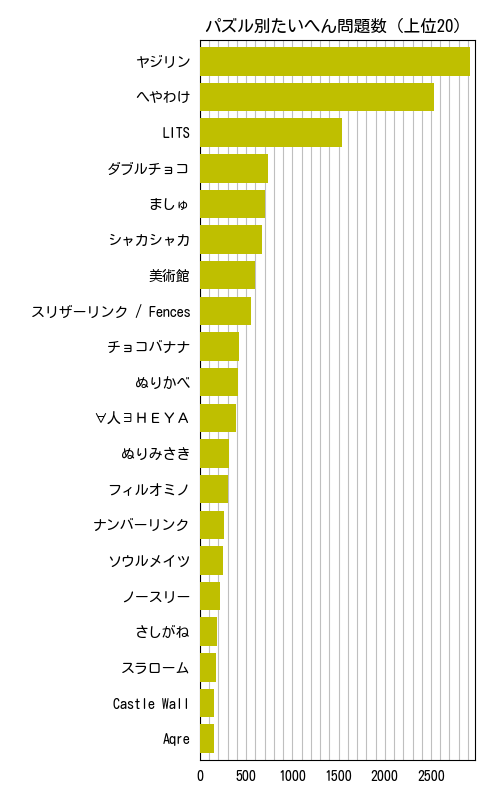 パズル別たいへん問題数 (上位20)
ヤジリン
へやわけ
LITS
ダブルチョコ
ましゅ
シャカシャカ
美術館
スリザーリンク / Fences
チョコバナナ
ぬりかべ
∀人∃ＨＥＹＡ
ぬりみさき
フィルオミノ
ナンバーリンク
ソウルメイツ
ノースリー
さしがね
スラローム
Castle Wall
Aqre
0 500 1000 1500 2000 2500